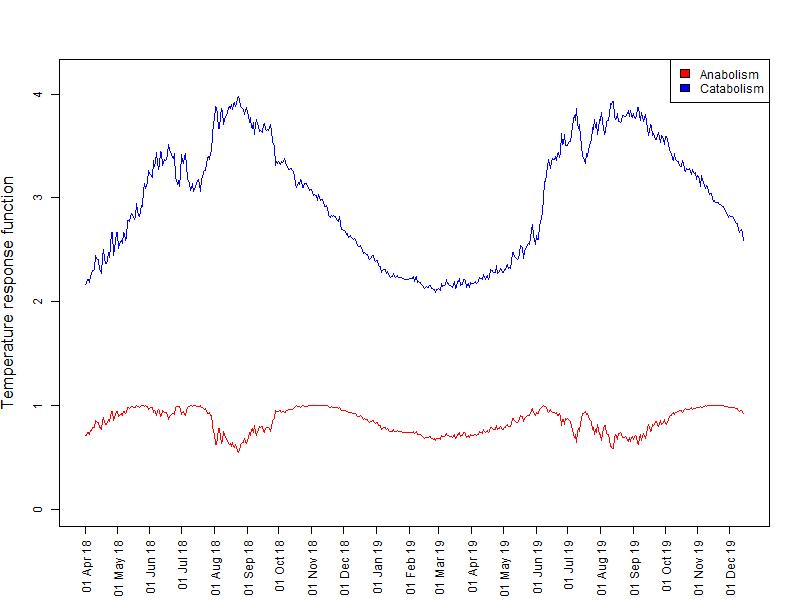 Anabolism
Catabolism
Temperature response function
4
3
2
1
0
01 Apr 18
01 May 18
01 Jun 18
01 Jul 18
01 Aug 18
01 Sep 18
01 Oct 18
01 Nov 18
01 Dec 18
01 Jan 19
01 Feb 19
01 Mar 19
01 Apr 19
01 May 19
01 Jun 19
01 Jul 19
01 Aug 19
01 Sep 19
01 Oct 19
01 Nov 19
01 Dec 19